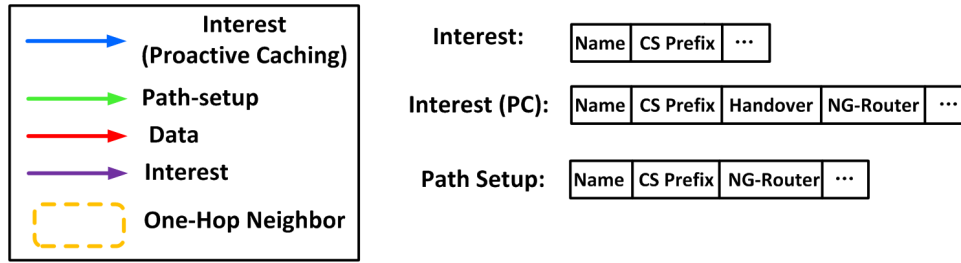 Interest
(Proactive Caching)
Path-setup
Data
Interest
One-Hop Neighbor
Interest: Name CS Prefix ...
Interest (PC): Name CS Prefix Handover NG-Router ...
Path Setup: Name CS Prefix NG-Router ...